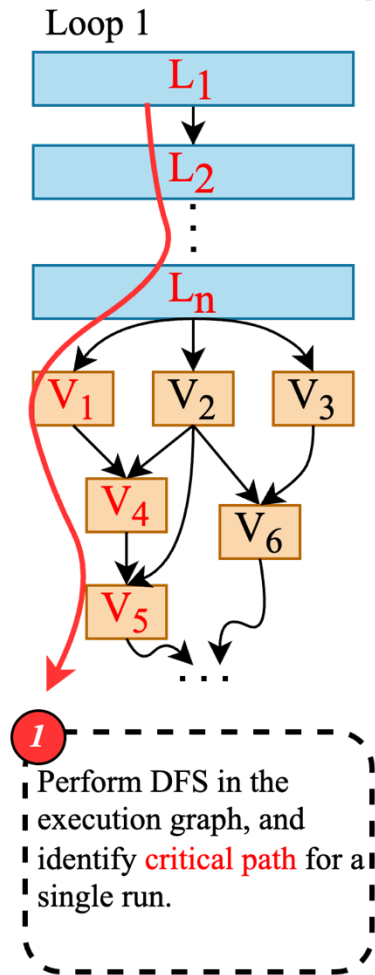 Loop 1
L1
L2
⋮
Ln
V1 V2 V3
V4
V6
V5
...
1
Perform DFS in the
execution graph, and
identify critical path for a
single run.